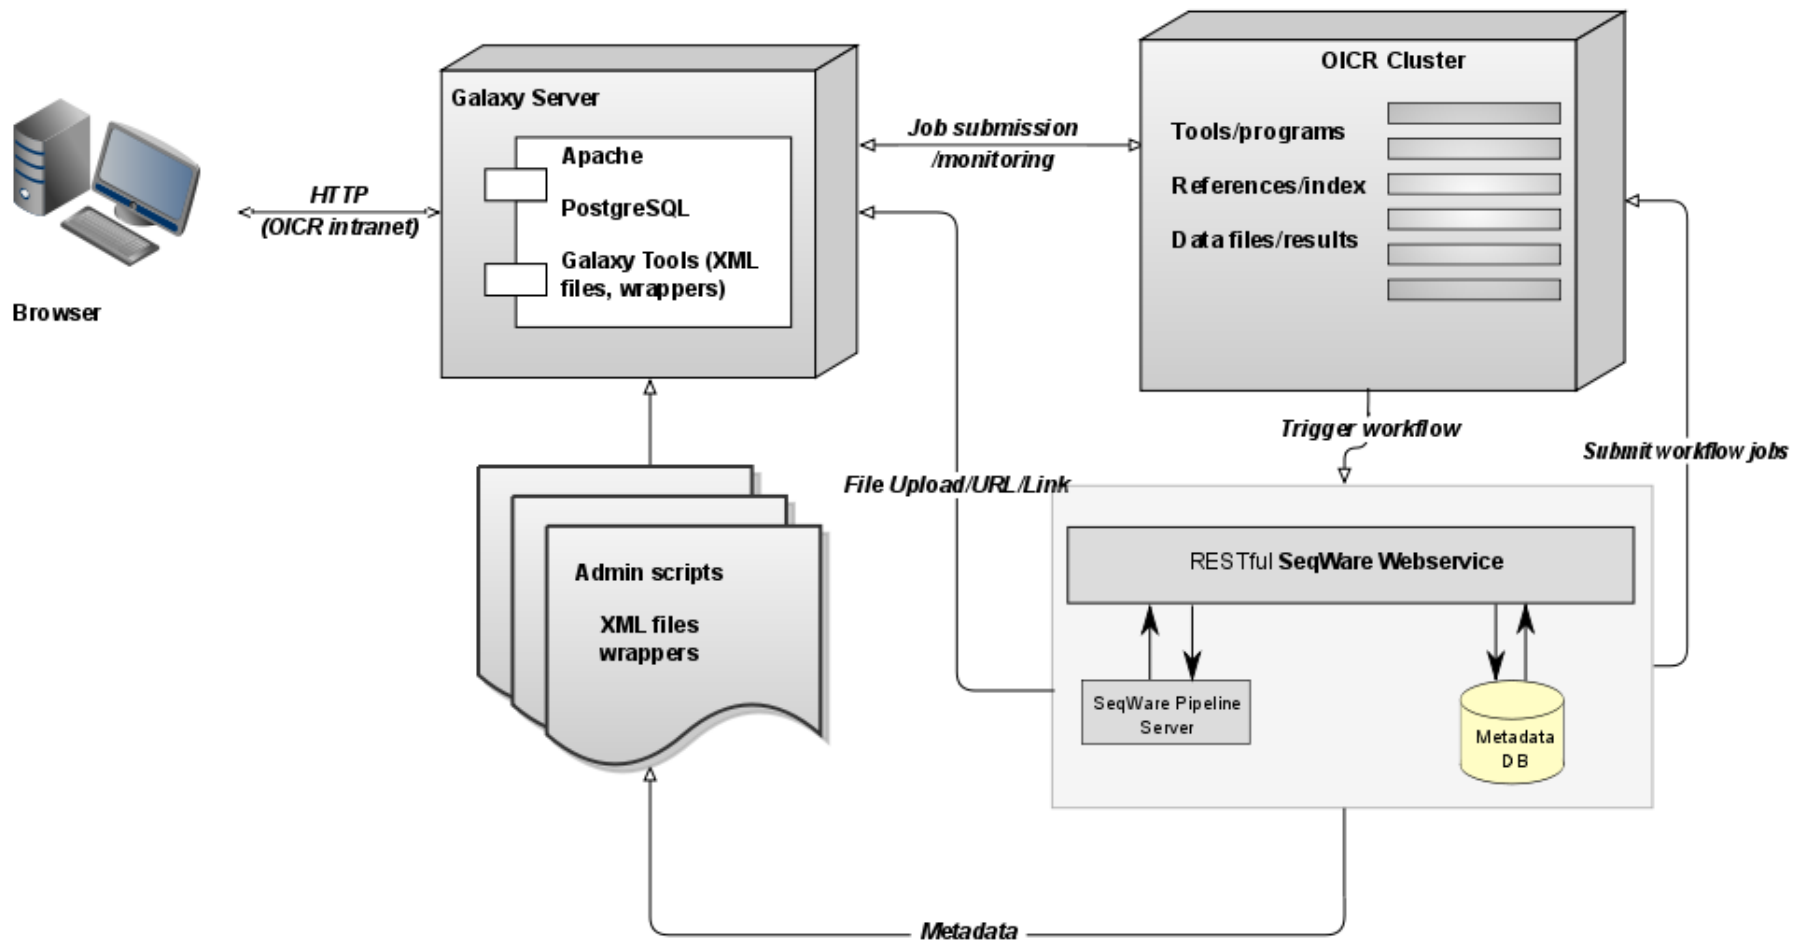 OICR Cluster
Galaxy Server
Apache
PostgreSQL
Galaxy Tools (XML
files, wrappers)
Job submission
/monitoring
Tools/programs
References/index
Data files/results
HTTP
(OICR intranet)
Browser
Trigger workflow
Submit workflow jobs
File Upload/URL/Link
RESTful SeqWare Webservice
SeqWare Pipeline
Server
Metadata
DB
Admin scripts
XML files
wrappers
Metadata